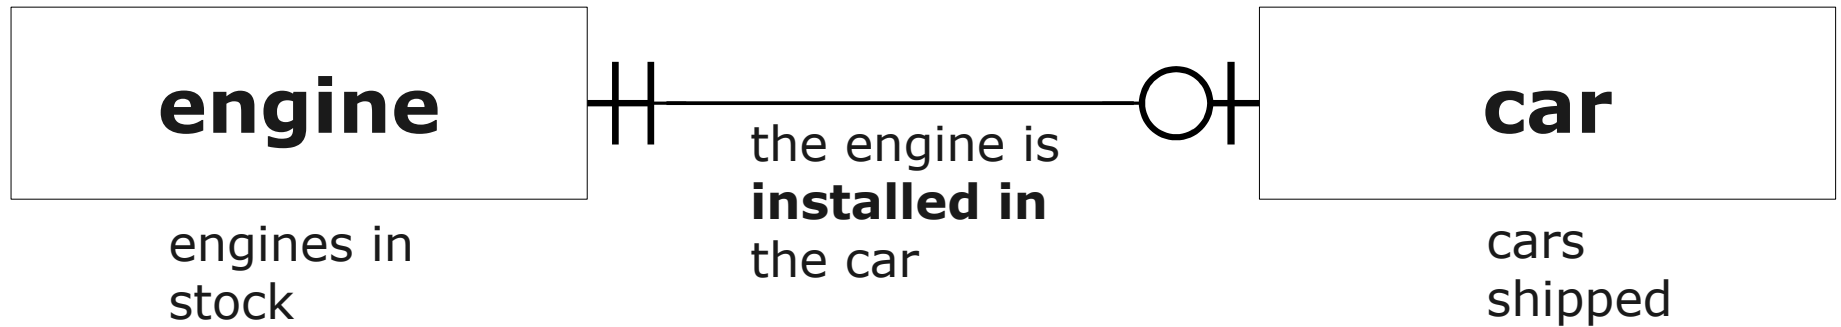 engine
car
the engine is
installed in
the car
engines in
stock
cars
shipped